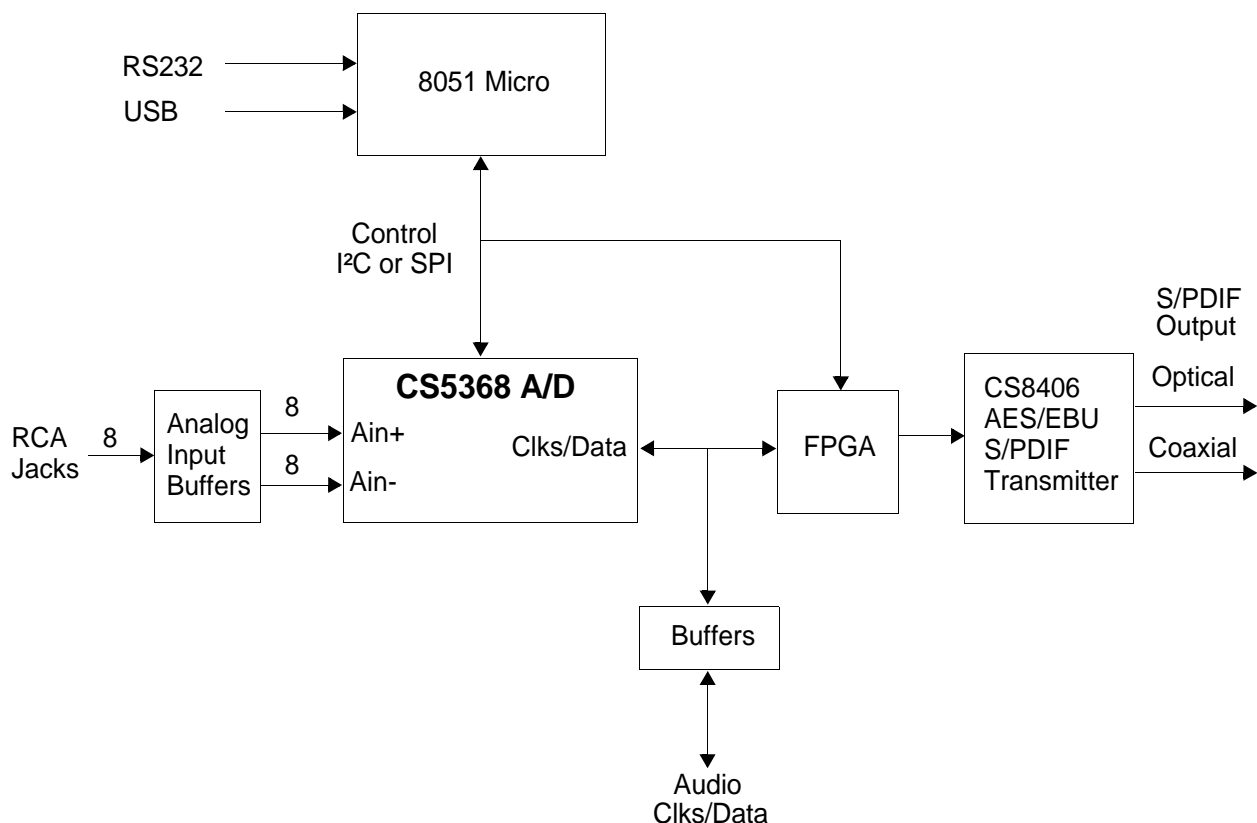 RS232
USB
8051 Micro
Control
I²C or SPI
S/PDIF
Output
Optical
Coaxial
RCA
Jacks
8
Analog
Input
Buffers
8
8
CS5368 A/D
Ain+
Ain-
Clks/Data
FPGA
CS8406
AES/EBU
S/PDIF
Transmitter
Buffers
Audio
Clks/Data